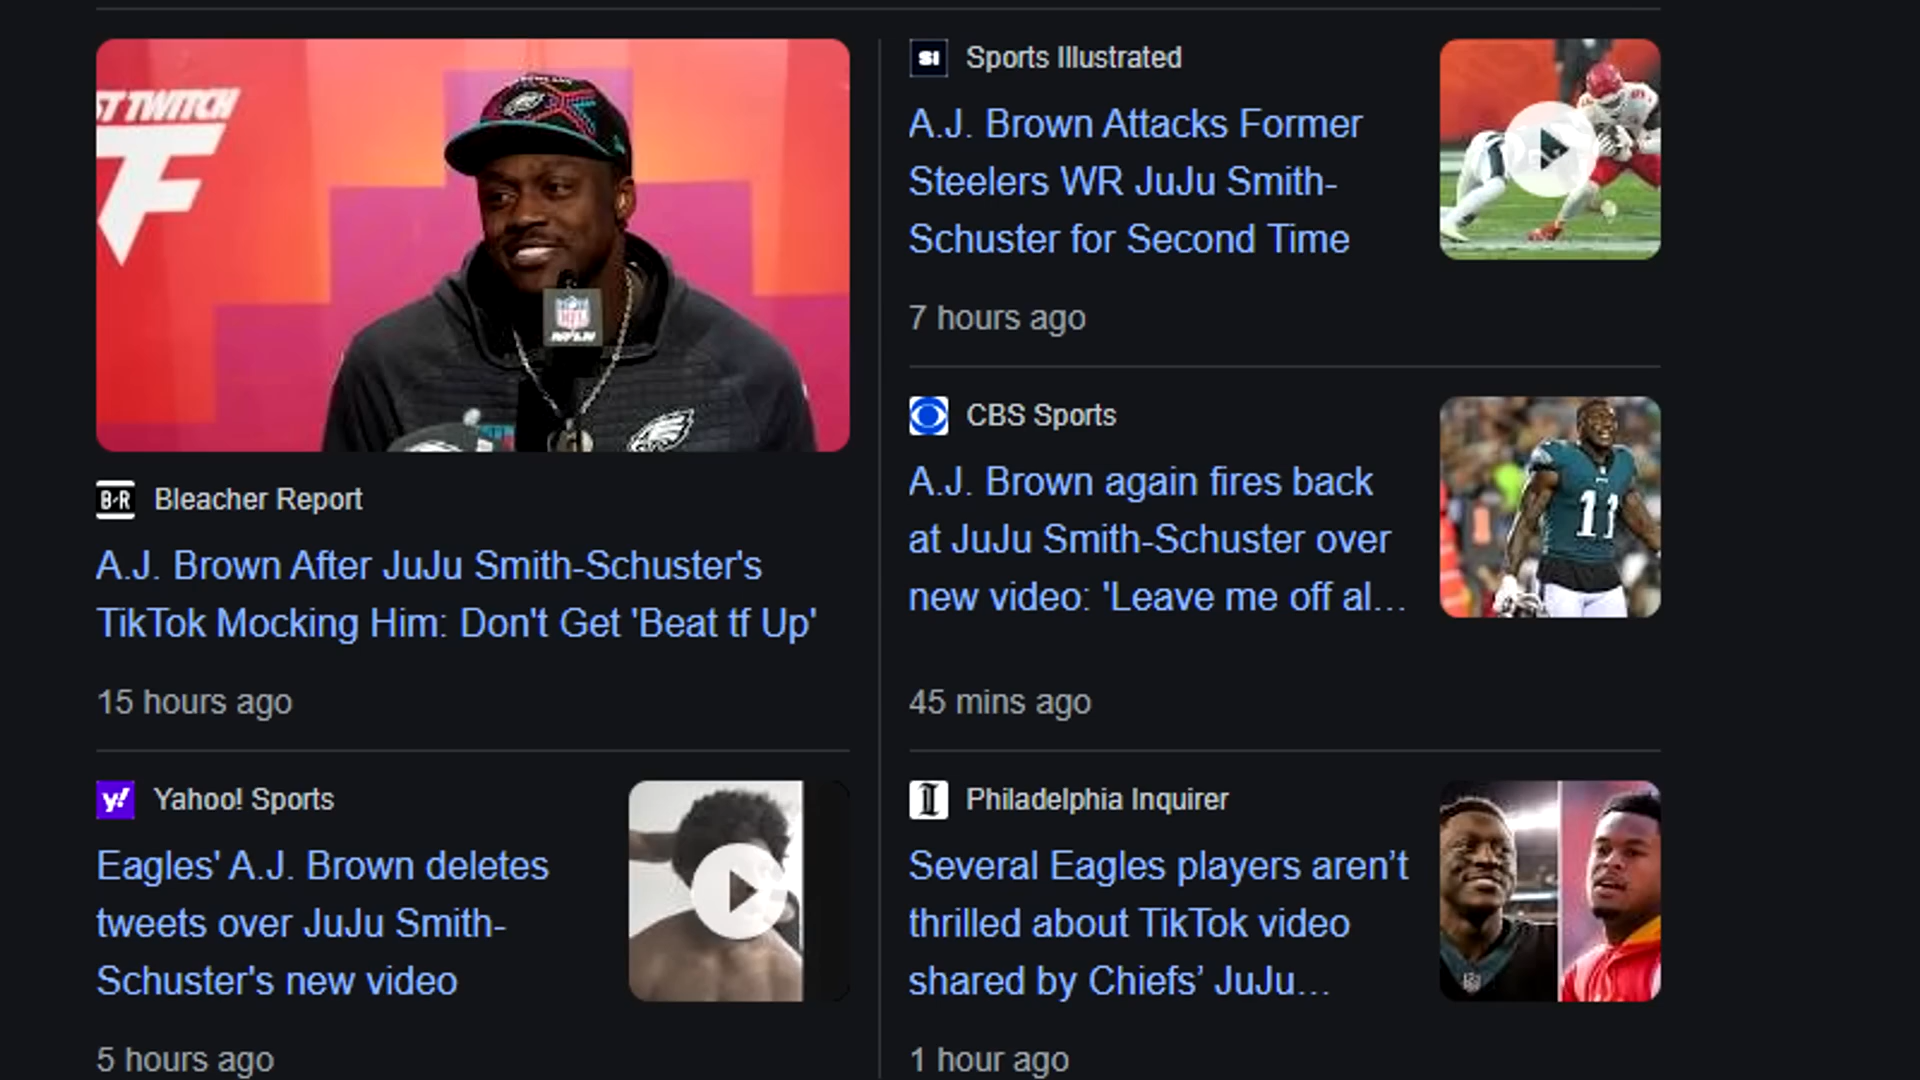 ST TWITCH
TF
NFL
B·R Bleacher Report
A.J. Brown After JuJu Smith-Schuster's
TikTok Mocking Him: Don't Get 'Beat tf Up'
15 hours ago
y! Yahoo! Sports
Eagles' A.J. Brown deletes
tweets over JuJu Smith-
Schuster's new video
5 hours ago
SI Sports Illustrated
A.J. Brown Attacks Former
Steelers WR JuJu Smith-
Schuster for Second Time
7 hours ago
CBS Sports
A.J. Brown again fires back
at JuJu Smith-Schuster over
new video: 'Leave me off al...
11
45 mins ago
I Philadelphia Inquirer
Several Eagles players aren’t
thrilled about TikTok video
shared by Chiefs’ JuJu...
1 hour ago